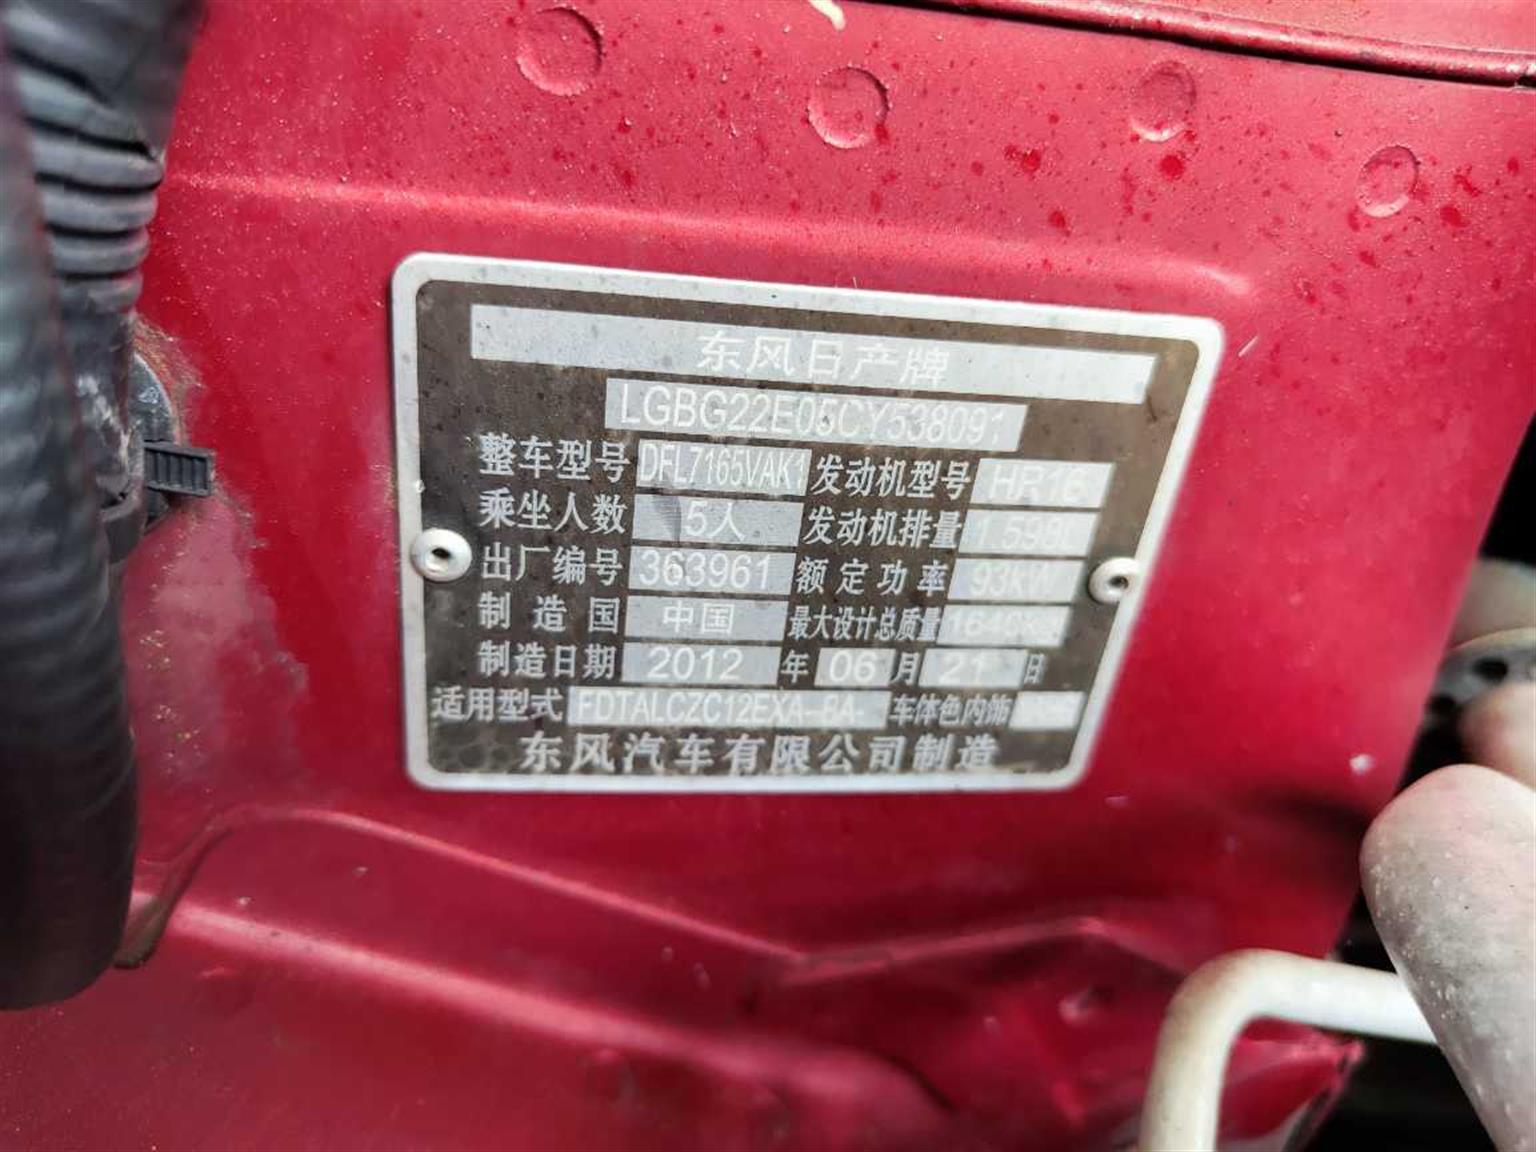 东风日产牌
LGBG22E05CY538091
整车型号 DFL7165VAK1 发动机型号 HR16
乘坐人数 5人 发动机排量 1.598L
出厂编号 363961 额定功率 93kW
制造国 中国 最大设计总质量
制造日期 2012 年 06 月 21 日
适用型式 FDTALCZC12EXA-EA- 车体色内饰
东风汽车有限公司制造